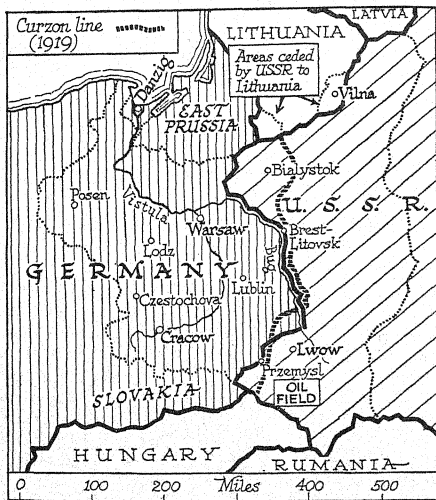 Curzon line
(1919)
LATVIA
LITHUANIA
Areas ceded
by USSR to
Lithuania
Vilna
Danzig
EAST
PRUSSIA
Bialystok
Posen
Vistula
U. S. S. R.
Warsaw
Brest-
Litovsk
Lodz
Bug
GERMANY
Lublin
Czestochova
Cracow
Lwow
Przemysl
OIL
FIELD
SLOVAKIA
HUNGARY
RUMANIA
0 100 200 Miles 400 500